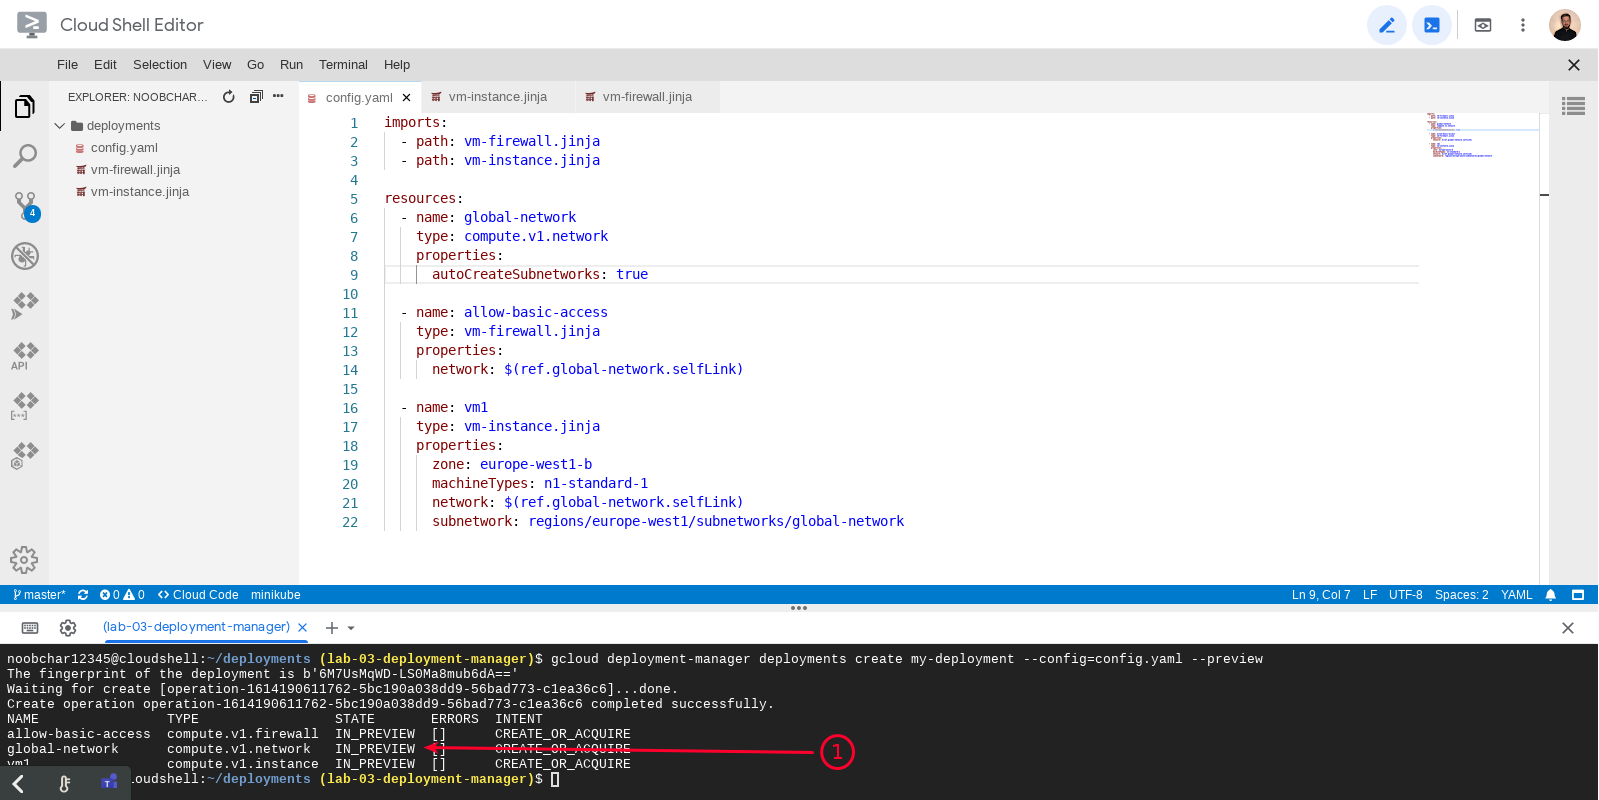 Cloud Shell Editor
File Edit Selection View Go Run Terminal Help
EXPLORER: NOOBCHAR...
deployments
config.yaml
vm-firewall.jinja
vm-instance.jinja
4
API
config.yaml vm-instance.jinja vm-firewall.jinja
1 imports:
2 - path: vm-firewall.jinja
3 - path: vm-instance.jinja
4
5 resources:
6 - name: global-network
7 type: compute.v1.network
8 properties:
9 autoCreateSubnetworks: true
10
11 - name: allow-basic-access
12 type: vm-firewall.jinja
13 properties:
14 network: $(ref.global-network.selfLink)
15
16 - name: vm1
17 type: vm-instance.jinja
18 properties:
19 zone: europe-west1-b
20 machineTypes: n1-standard-1
21 network: $(ref.global-network.selfLink)
22 subnetwork: regions/europe-west1/subnetworks/global-network
master* 0 0 Cloud Code minikube Ln 9, Col 7 LF UTF-8 Spaces: 2 YAML
(lab-03-deployment-manager)
noobchar12345@cloudshell:~/deployments (lab-03-deployment-manager)$ gcloud deployment-manager deployments create my-deployment --config=config.yaml --preview
The fingerprint of the deployment is b'6M7UsMqWD-LS0Ma8mub6dA=='
Waiting for create [operation-1614190611762-5bc190a038dd9-56bad773-c1ea36c6]...done.
Create operation operation-1614190611762-5bc190a038dd9-56bad773-c1ea36c6 completed successfully.
NAME TYPE STATE ERRORS INTENT
allow-basic-access compute.v1.firewall IN_PREVIEW [] CREATE_OR_ACQUIRE
global-network compute.v1.network IN_PREVIEW [] CREATE_OR_ACQUIRE
1
vm1 compute.v1.instance IN_PREVIEW [] CREATE_OR_ACQUIRE
loudshell:~/deployments (lab-03-deployment-manager)$